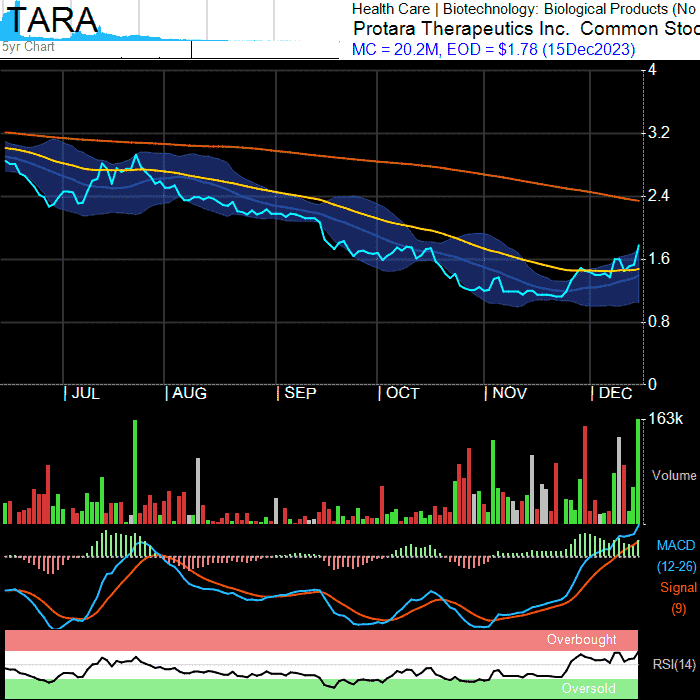 TARA
5yr Chart
Health Care | Biotechnology: Biological Products (No
Protara Therapeutics Inc.  Common Stoc
MC = 20.2M, EOD = $1.78 (15Dec2023)
4
3.2
2.4
1.6
0.8
0
| JUL | AUG | SEP | OCT | NOV | DEC
163k
Volume
MACD
(12-26)
Signal
(9)
Overbought
RSI(14)
Oversold